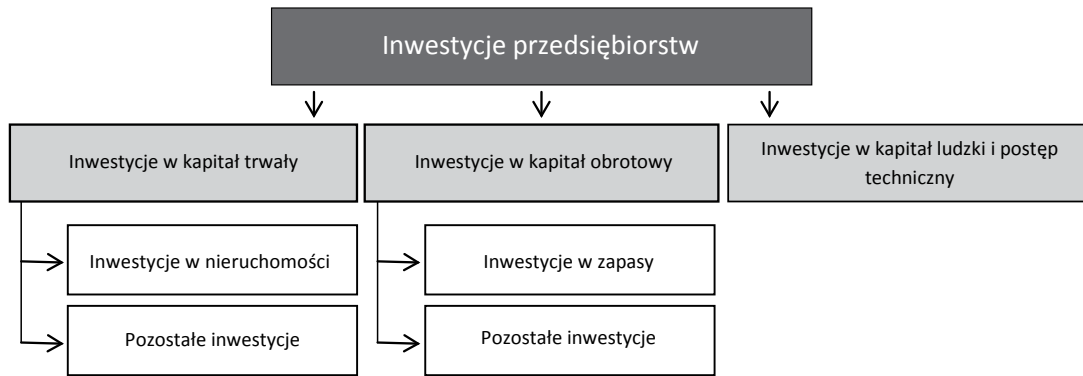 Inwestycje przedsiębiorstw
Inwestycje w kapitał trwały
Inwestycje w kapitał obrotowy
Inwestycje w kapitał ludzki i postęp
techniczny
Inwestycje w nieruchomości
Inwestycje w zapasy
Pozostałe inwestycje
Pozostałe inwestycje